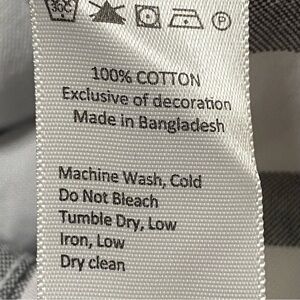 30C P
100% COTTON
Exclusive of decoration
Made in Bangladesh
Machine Wash, Cold
Do Not Bleach
Tumble Dry, Low
Iron, Low
Dry clean